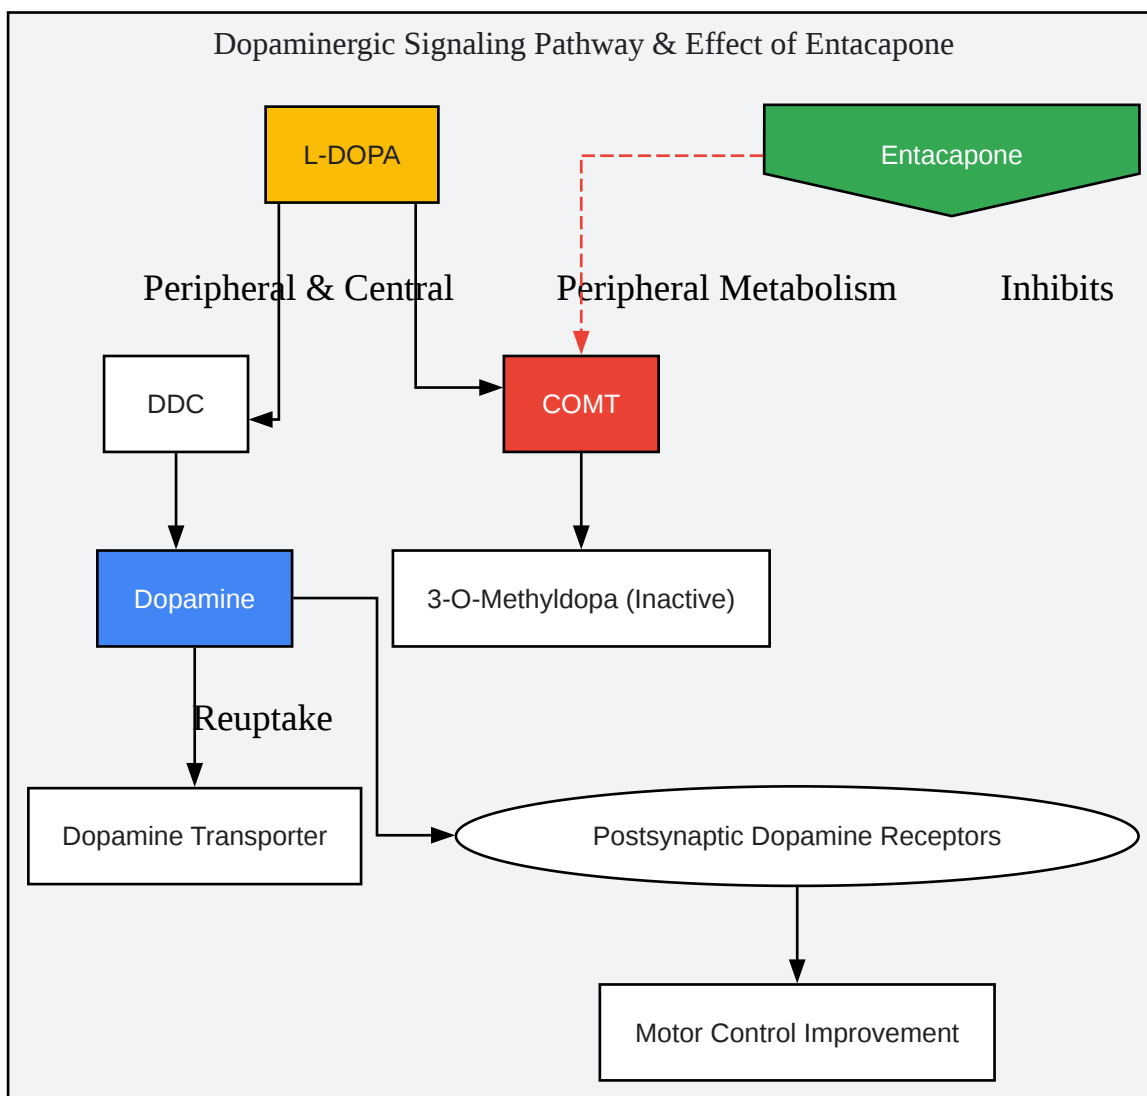 Dopaminergic Signaling Pathway & Effect of Entacapone
L-DOPA
Entacapone
Peripheral & Central
Peripheral Metabolism
Inhibits
DDC
COMT
Dopamine
3-O-Methyldopa (Inactive)
Reuptake
Dopamine Transporter
Postsynaptic Dopamine Receptors
Motor Control Improvement